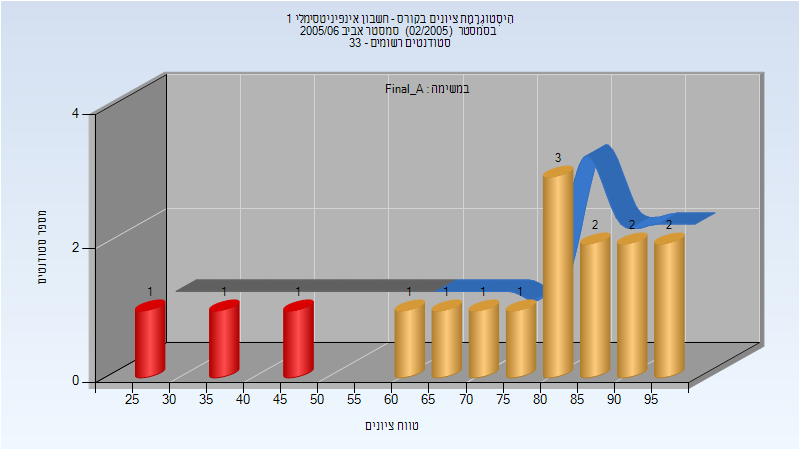 היסטוגרמת ציונים בקורס - חשבון אינפיניטסימלי 1
בסמסטר (02/2005) סמסטר אביב 2005/06
סטודנטים רשומים - 33
במשימה : Final_A
מספר סטודנטים
4
2
0
1 1 1 1 1 1 1 3 2 2 2
25 30 35 40 45 50 55 60 65 70 75 80 85 90 95
טווח ציונים